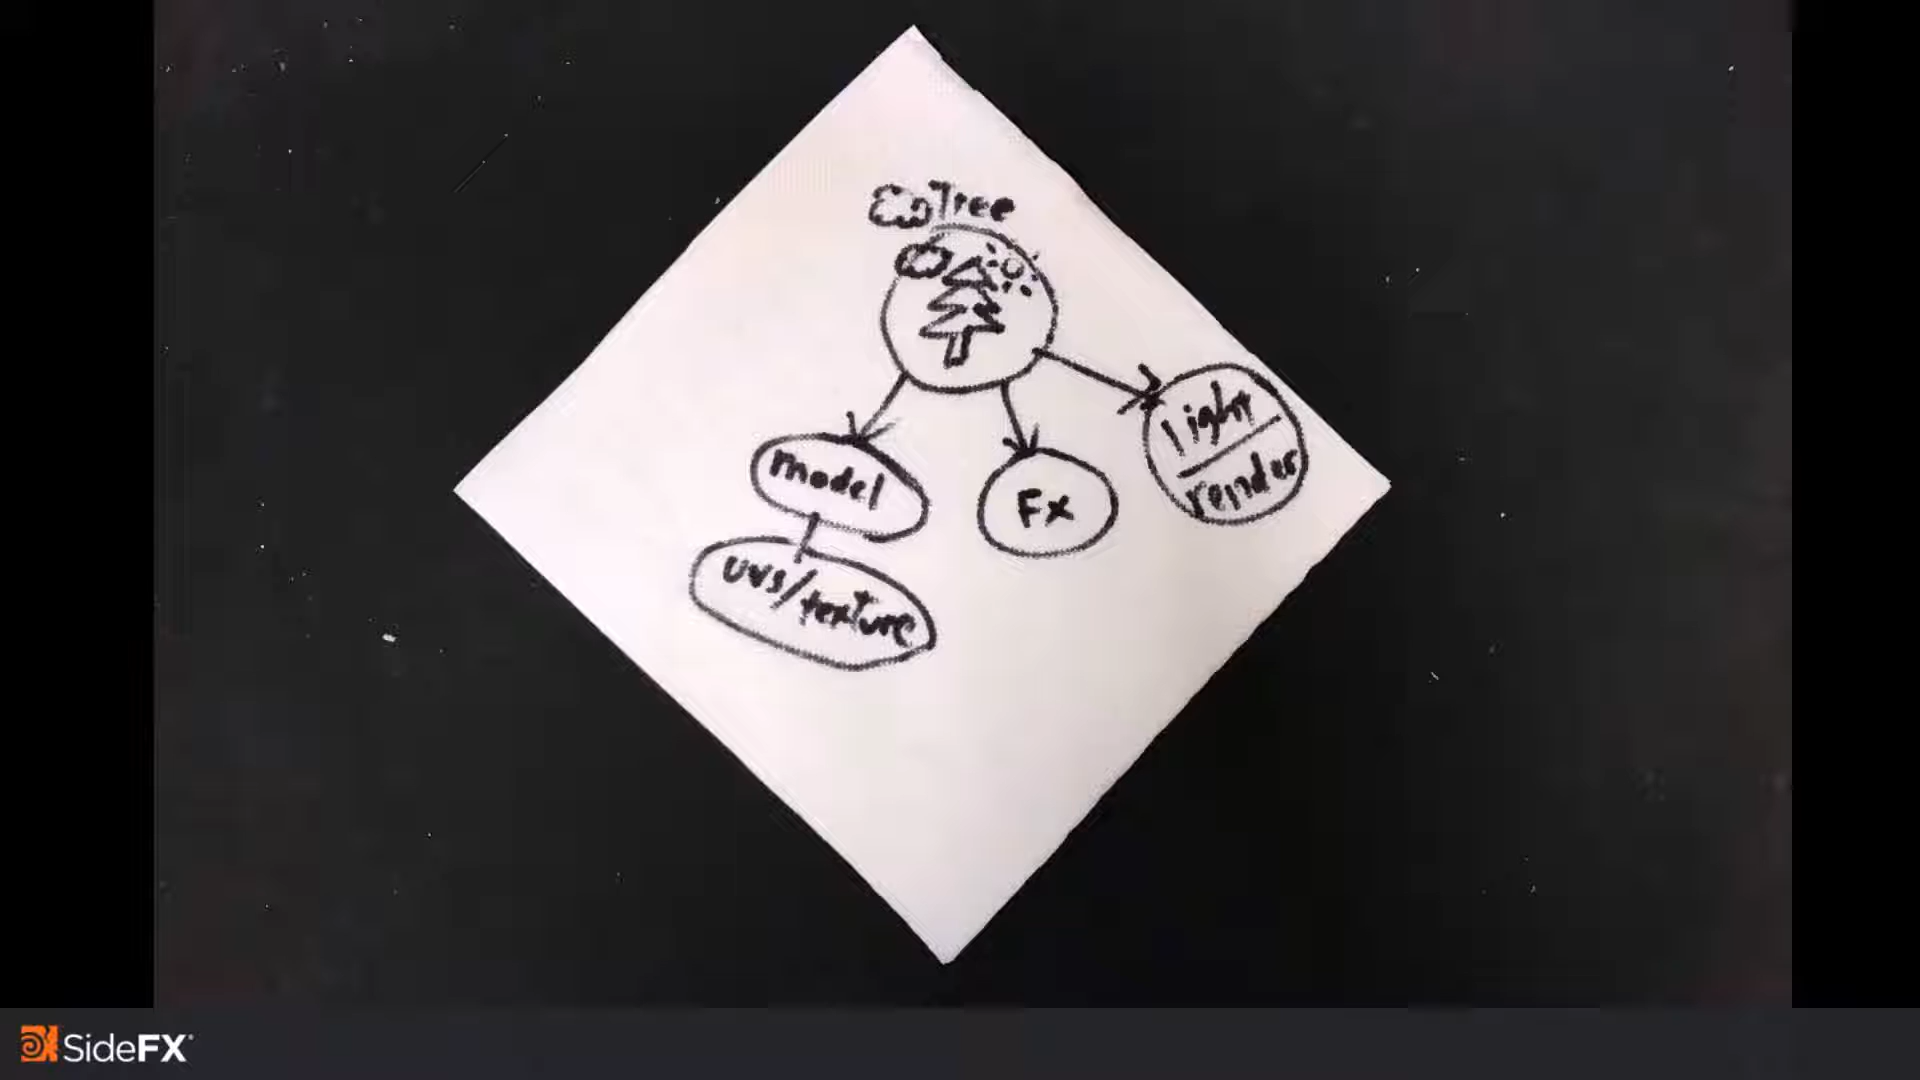 Tree
model
uvs/texture
Fx
light
render
SideFX